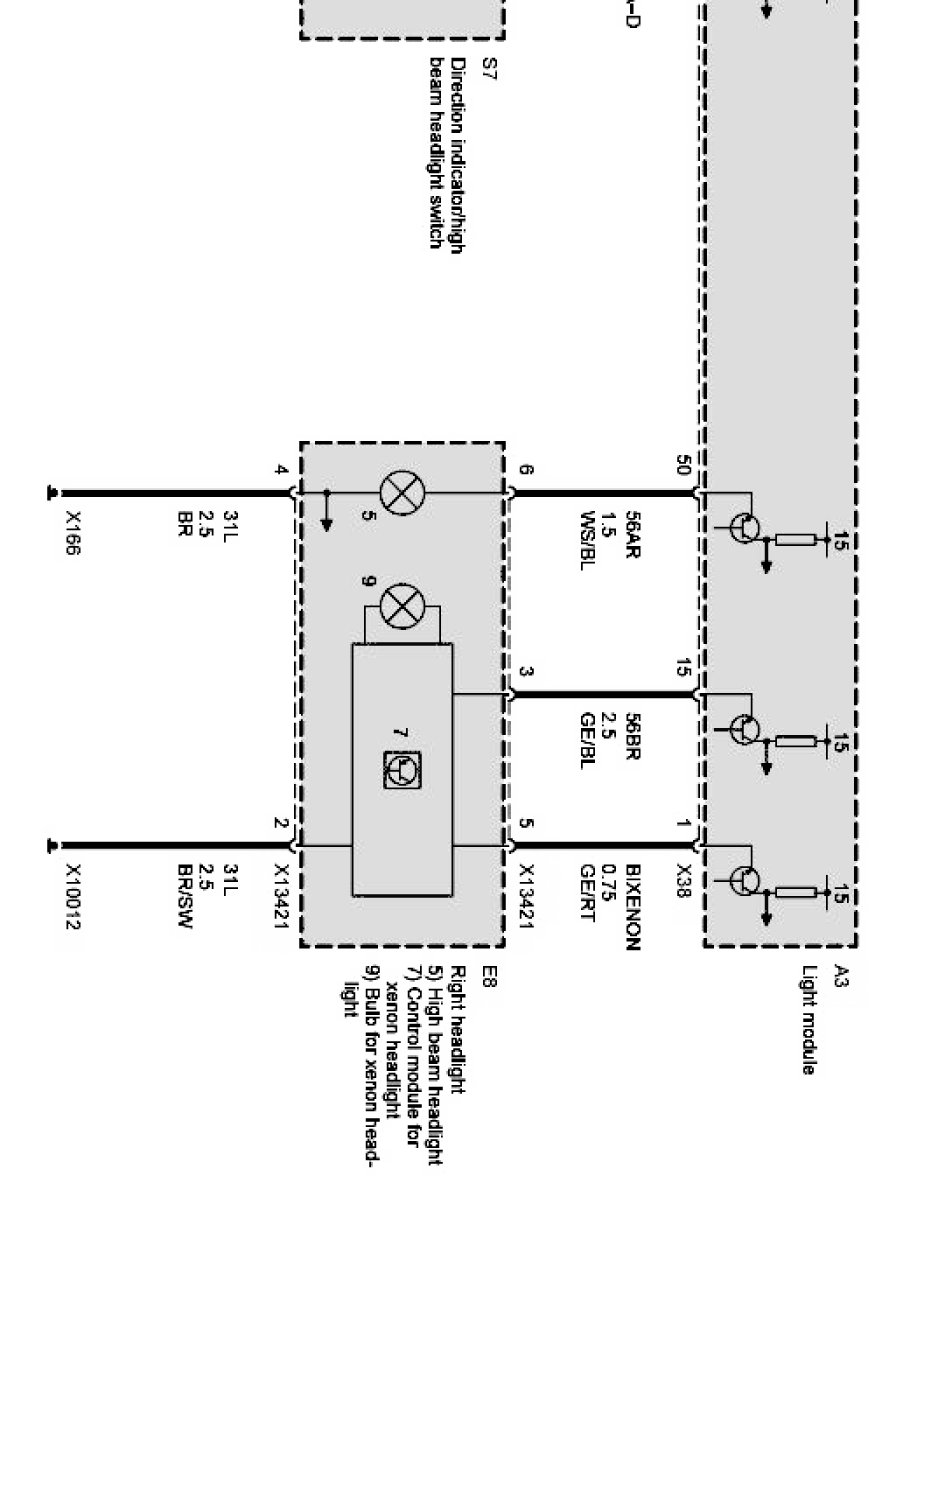 A3
Light module
15
15
15
50
15
1
X38
56AR
1.5
WS/BL
56BR
2.5
GE/BL
BIXENON
0.75
GE/RT
6
3
5
X13421
S7
Direction indicator/high
beam headlight switch
E8
Right headlight
5) High beam headlight
7) Control module for
xenon headlight
9) Bulb for xenon head-
light
5
9
7
4
2
X13421
31L
2.5
BR
31L
2.5
BR/SW
X166
X10012